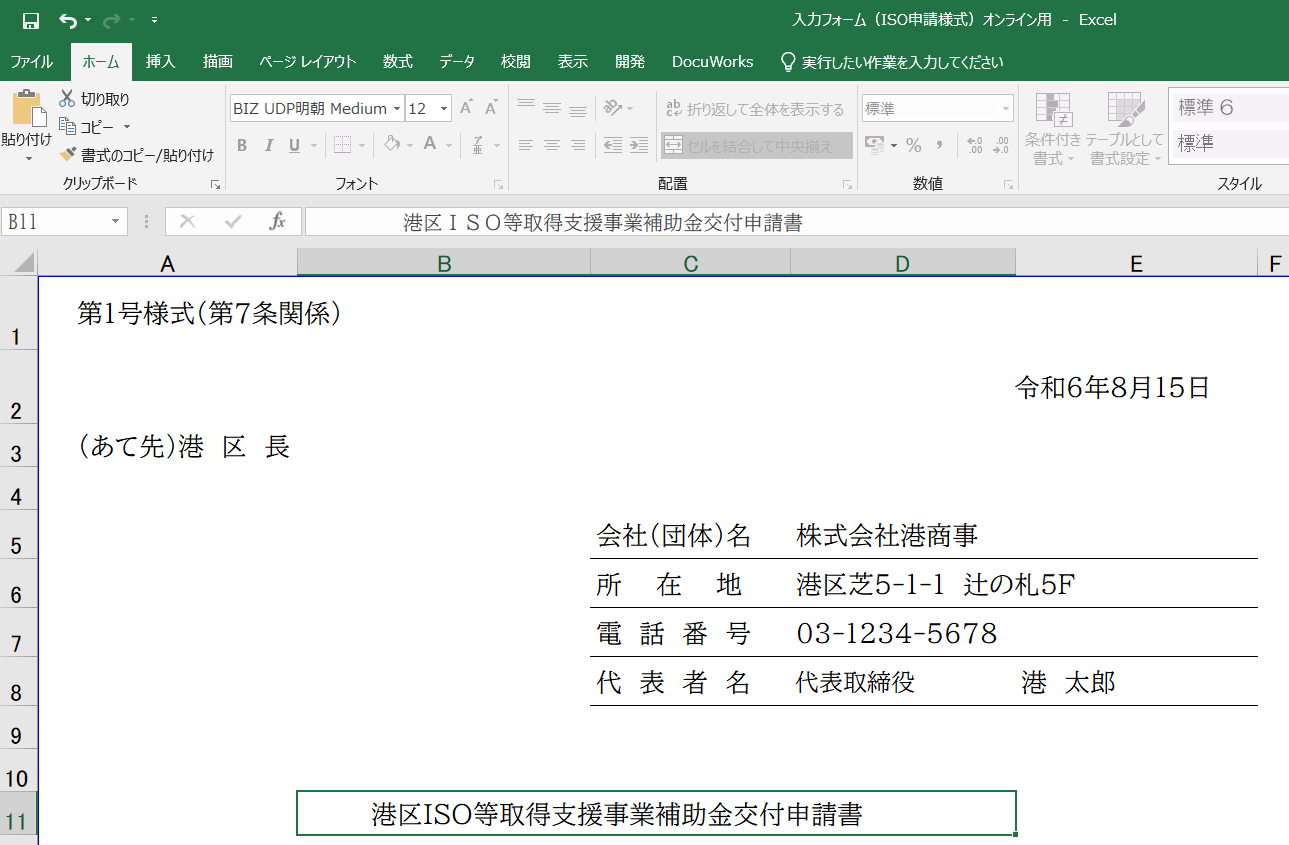 入力フォーム（ISO申請様式）オンライン用 - Excel
ファイル ホーム 挿入 描画 ページ レイアウト 数式 データ 校閲 表示 開発 DocuWorks 実行したい作業を入力してください
貼り付け
切り取り
コピー
書式のコピー/貼り付け
クリップボード
BIZ UDP明朝 Medium 12
B I U
フォント
折り返して全体を表示する
セルを結合して中央揃え
配置
標準
% ,
数値
条件付き書式
テーブルとして書式設定
標準 6
標準
スタイル
B11 fx 港区ＩＳＯ等取得支援事業補助金交付申請書
A B C D E F
1 第1号様式（第7条関係）
2 令和6年8月15日
3 （あて先）港 区 長
4
5 会社（団体）名 株式会社港商事
6 所 在 地 港区芝5-1-1 辻の札5F
7 電 話 番 号 03-1234-5678
8 代 表 者 名 代表取締役 港 太郎
9
10
11 港区ISO等取得支援事業補助金交付申請書